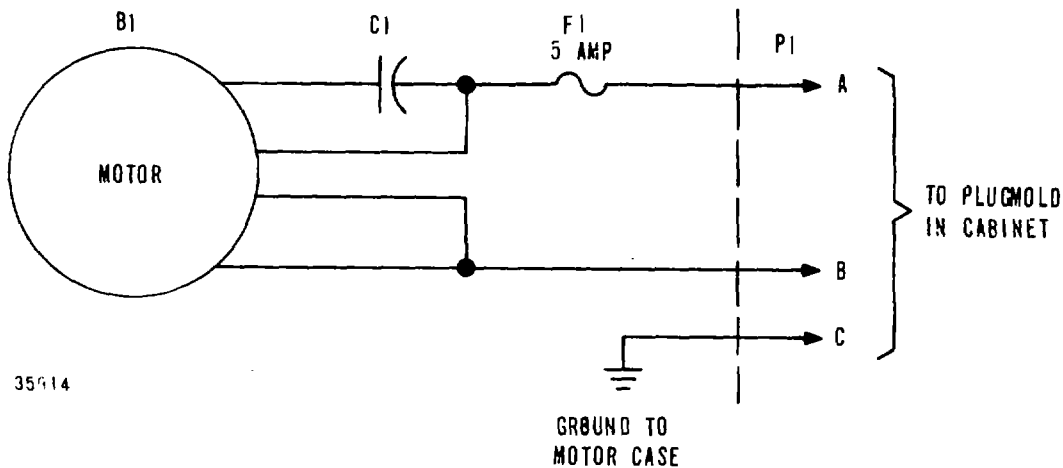 B1
C1
F1
5 AMP
P1
A
MOTOR
TO PLUGMOLD
IN CABINET
B
C
GROUND TO
MOTOR CASE